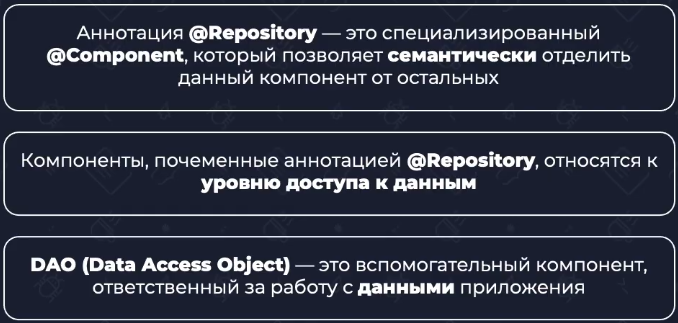 Аннотация @Repository — это специализированный
@Component, который позволяет семантически отделить
данный компонент от остальных
Компоненты, почеменные аннотацией @Repository, относятся к
уровню доступа к данным
DAO (Data Access Object) — это вспомогательный компонент,
ответственный за работу с данными приложения